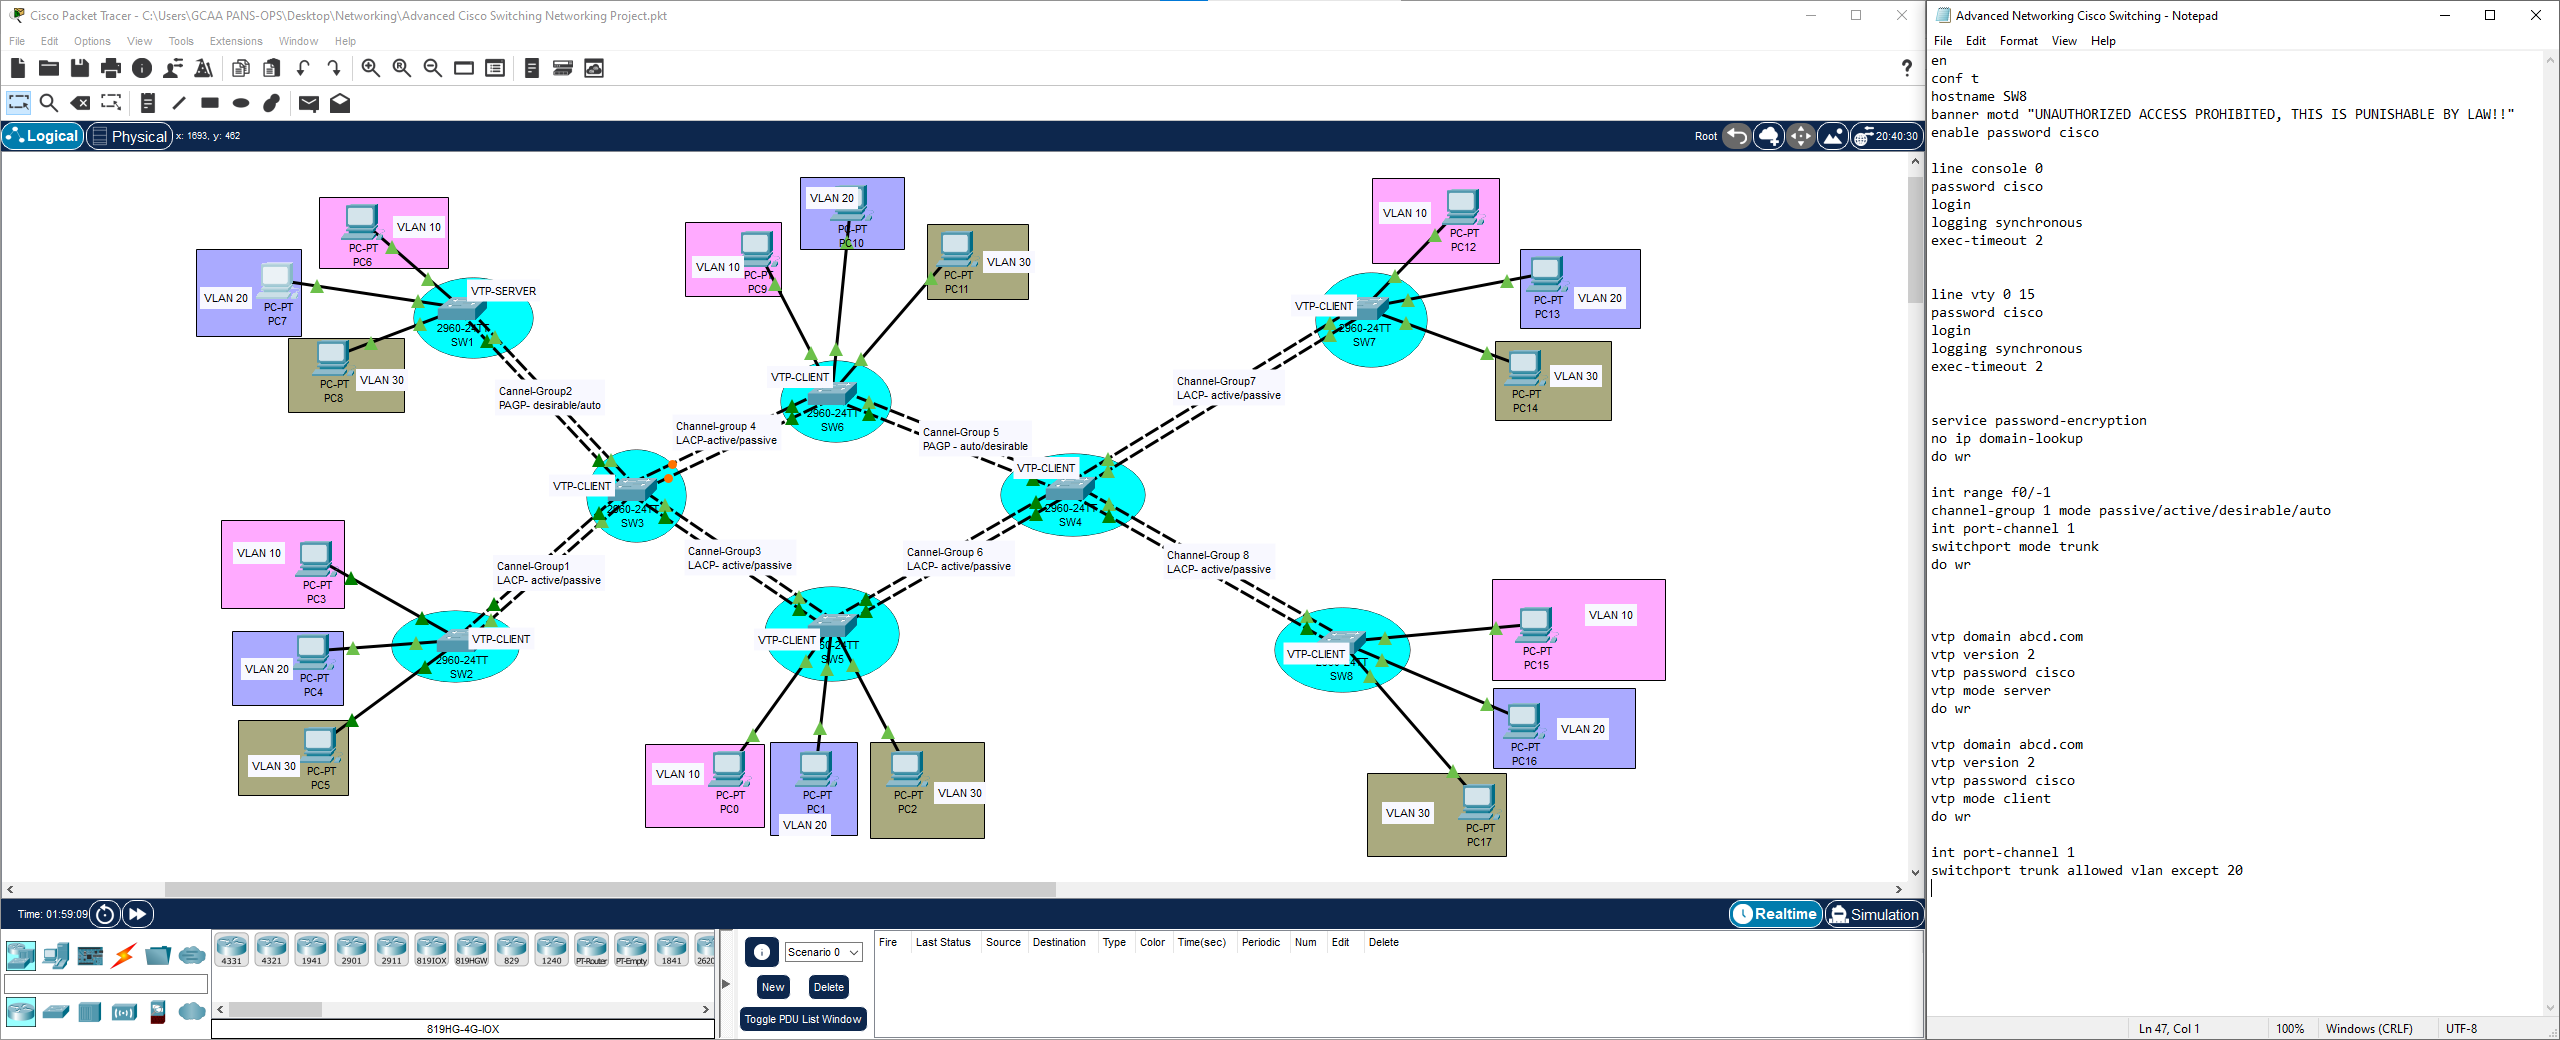 Cisco Packet Tracer - C:\Users\GCAA PANS-OPS\Desktop\Networking\Advanced Cisco Switching Networking Project.pkt
File Edit Options View Tools Extensions Window Help
Logical Physical x: 1693, y: 462
Root 20:40:30
VLAN 10
PC-PT
PC6
VLAN 20
PC-PT
PC7
VLAN 30
PC-PT
PC8
VTP-SERVER
2960-24TT
SW1
VLAN 10
PC-PT
PC9
VLAN 20
PC-PT
PC10
VLAN 30
PC-PT
PC11
VTP-CLIENT
2960-24TT
SW6
VLAN 10
PC-PT
PC12
VLAN 20
PC-PT
PC13
VLAN 30
PC-PT
PC14
VTP-CLIENT
2960-24TT
SW7
Cannel-Group2
PAGP- desirable/auto
Channel-group 4
LACP-active/passive
Cannel-Group 5
PAGP - auto/desirable
Channel-Group7
LACP- active/passive
VTP-CLIENT
2960-24TT
SW3
VTP-CLIENT
2960-24TT
SW4
Cannel-Group1
LACP- active/passive
Cannel-Group3
LACP- active/passive
Cannel-Group 6
LACP- active/passive
Channel-Group 8
LACP- active/passive
VLAN 10
PC-PT
PC3
VLAN 20
PC-PT
PC4
VLAN 30
PC-PT
PC5
VTP-CLIENT
2960-24TT
SW2
VTP-CLIENT
SW5
VLAN 10
PC-PT
PC0
PC-PT
PC1
VLAN 20
PC-PT
PC2
VLAN 30
VTP-CLIENT
2960-24TT
SW8
VLAN 10
PC-PT
PC15
VLAN 20
PC-PT
PC16
VLAN 30
PC-PT
PC17
Time: 01:59:09
Realtime Simulation
4331 4321 1941 2901 2911 819IOX 819HGW 829 1240 PT-Router PT-Empty 1841 2620
819HG-4G-IOX
Scenario 0
New Delete
Toggle PDU List Window
Fire Last Status Source Destination Type Color Time(sec) Periodic Num Edit Delete
Advanced Networking Cisco Switching - Notepad
File Edit Format View Help
en
conf t
hostname SW8
banner motd "UNAUTHORIZED ACCESS PROHIBITED, THIS IS PUNISHABLE BY LAW!!"
enable password cisco
line console 0
password cisco
login
logging synchronous
exec-timeout 2
line vty 0 15
password cisco
login
logging synchronous
exec-timeout 2
service password-encryption
no ip domain-lookup
do wr
int range f0/-1
channel-group 1 mode passive/active/desirable/auto
int port-channel 1
switchport mode trunk
do wr
vtp domain abcd.com
vtp version 2
vtp password cisco
vtp mode server
do wr
vtp domain abcd.com
vtp version 2
vtp password cisco
vtp mode client
do wr
int port-channel 1
switchport trunk allowed vlan except 20
Ln 47, Col 1 100% Windows (CRLF) UTF-8